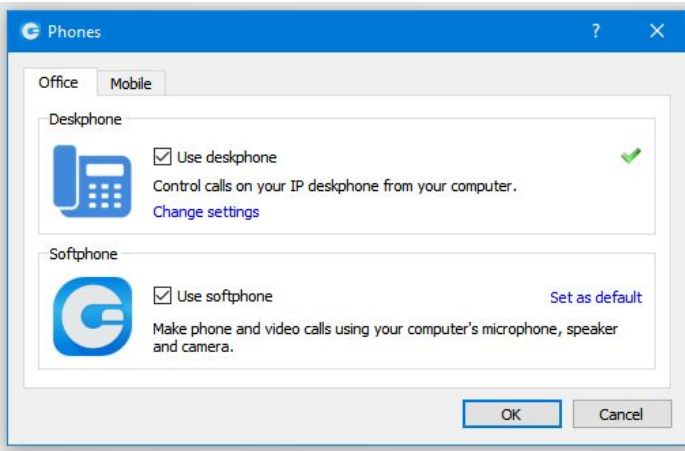 Phones
Office Mobile
Deskphone
Use deskphone
Control calls on your IP deskphone from your computer.
Change settings
Softphone
Use softphone Set as default
Make phone and video calls using your computer's microphone, speaker
and camera.
OK Cancel